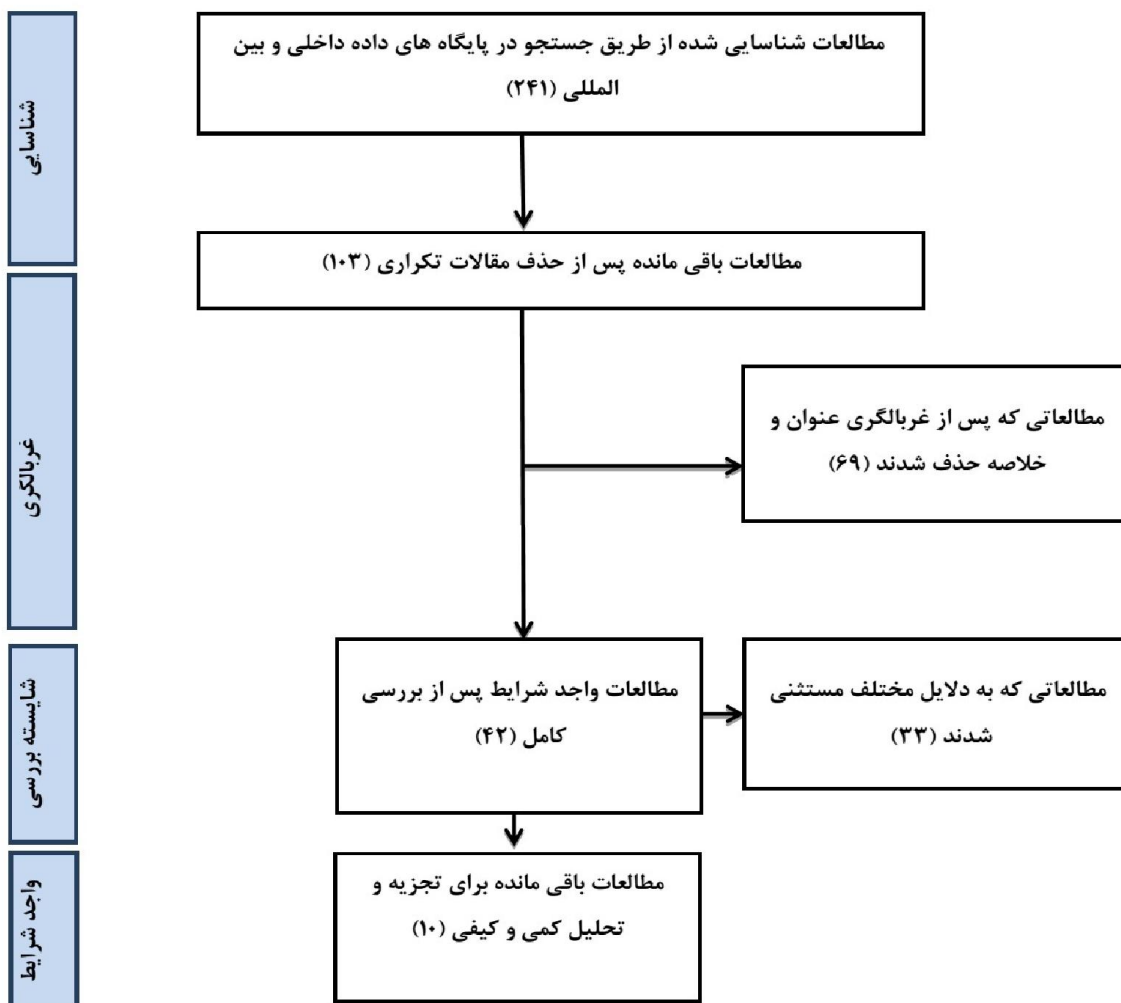 شناسایی
مطالعات شناسایی شده از طریق جستجو در پایگاه های داده داخلی و بین
المللی (۲۴۱)
مطالعات باقی مانده پس از حذف مقالات تکراری (۱۰۳)
غربالگری
مطالعاتی که پس از غربالگری عنوان و
خلاصه حذف شدند (۶۹)
شایسته بررسی
مطالعات واجد شرایط پس از بررسی
کامل (۴۲)
مطالعاتی که به دلایل مختلف مستثنی
شدند (۳۳)
واجد شرایط
مطالعات باقی مانده برای تجزیه و
تحلیل کمی و کیفی (۱۰)